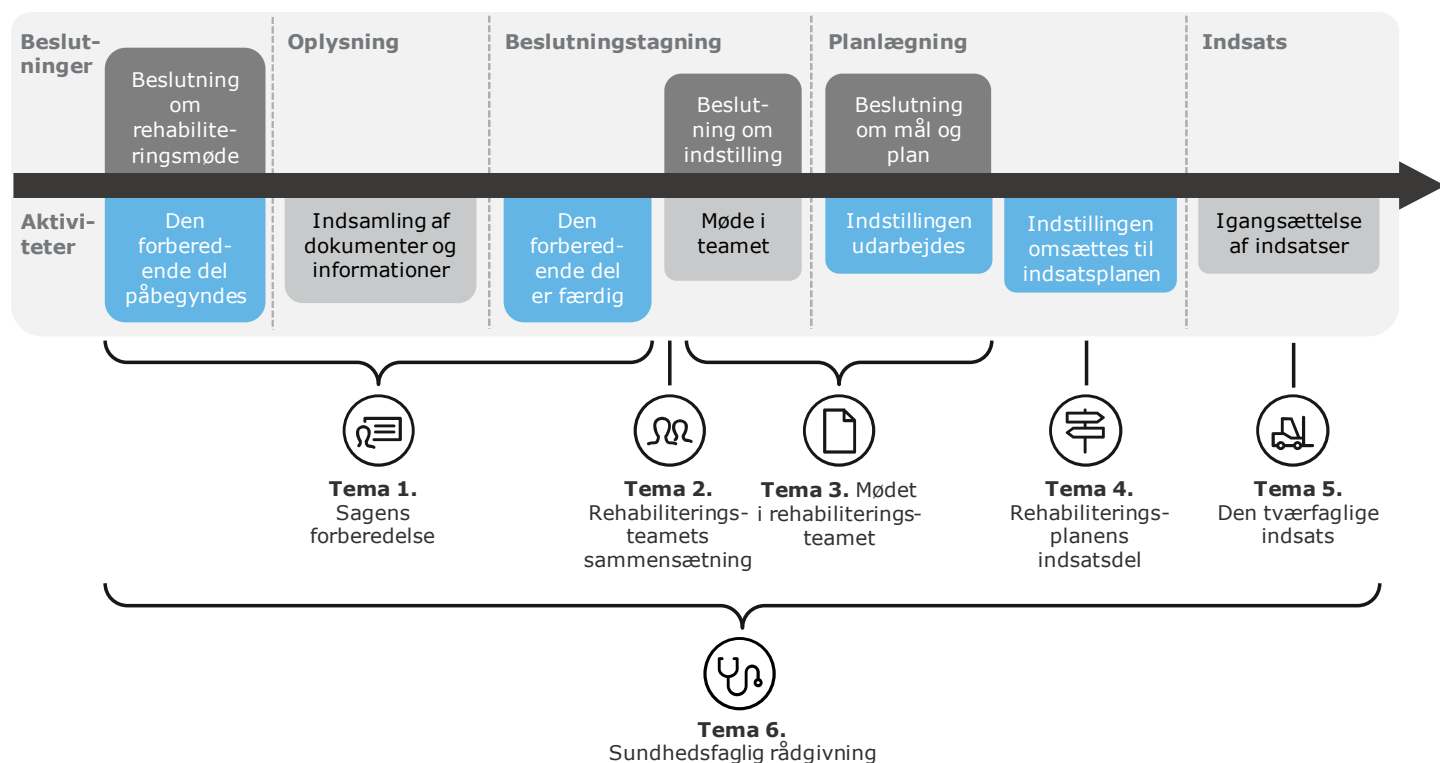 Beslut-
ninger
Oplysning
Beslutningstagning
Planlægning
Indsats
Beslutning
om
rehabilite-
ringsmøde
Beslut-
ning om
indstilling
Beslutning
om mål og
plan
Aktivi-
teter
Den
forbered-
ende del
påbegyndes
Indsamling af
dokumenter og
informationer
Den
forbered-
ende del
er færdig
Møde i
teamet
Indstillingen
udarbejdes
Indstillingen
omsættes til
indsatsplanen
Igangsættelse
af indsatser
Tema 1.
Sagens
forberedelse
Tema 2.
Rehabiliterings-
teamets
sammensætning
Tema 3. Mødet
i rehabiliterings-
teamet
Tema 4.
Rehabiliterings-
planens
indsatsdel
Tema 5.
Den tværfaglige
indsats
Tema 6.
Sundhedsfaglig rådgivning